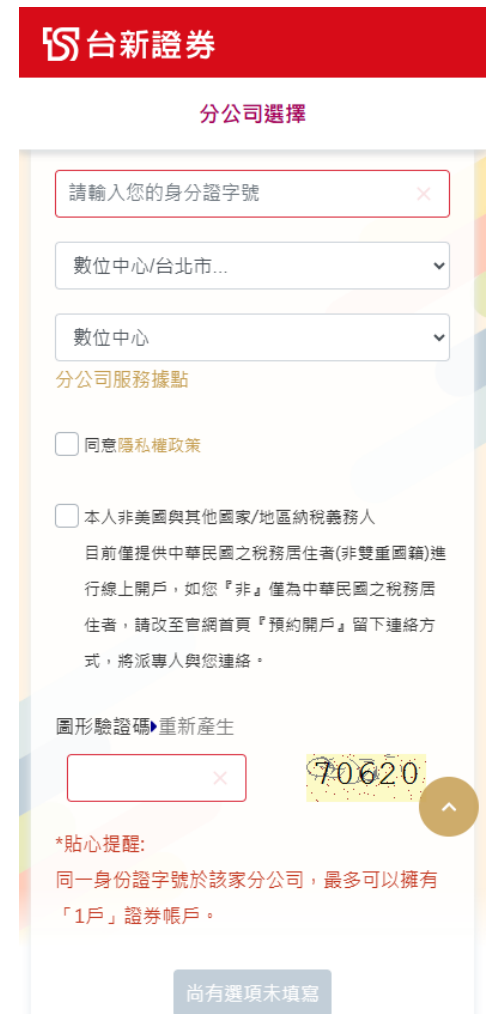 台新證券
分公司選擇
請輸入您的身分證字號
數位中心/台北市...
數位中心
分公司服務據點
同意隱私權政策
本人非美國與其他國家/地區納稅義務人
目前僅提供中華民國之稅務居住者(非雙重國籍)進
行線上開戶，如您『非』僅為中華民國之稅務居
住者，請改至官網首頁『預約開戶』留下連絡方
式，將派專人與您連絡。
圖形驗證碼▶重新產生
70620
*貼心提醒:
同一身份證字號於該家分公司，最多可以擁有
「1戶」證券帳戶。
尚有選項未填寫